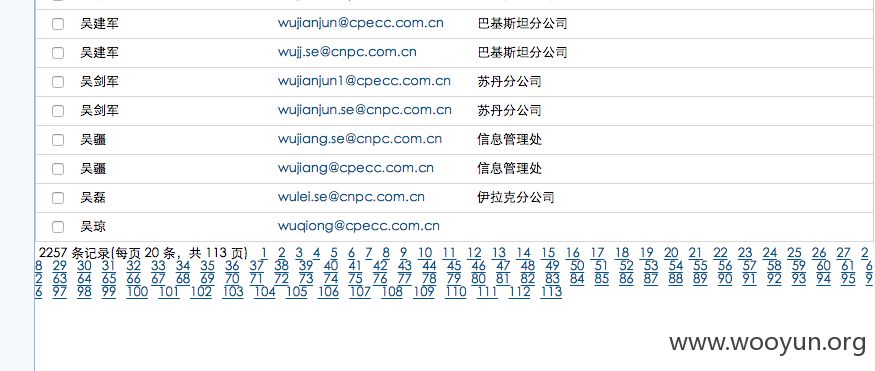 吴建军 wujianjun@cpecc.com.cn 巴基斯坦分公司
吴建军 wujj.se@cnpc.com.cn 巴基斯坦分公司
吴剑军 wujianjun1@cpecc.com.cn 苏丹分公司
吴剑军 wujianjun.se@cnpc.com.cn 苏丹分公司
吴疆 wujiang.se@cnpc.com.cn 信息管理处
吴疆 wujiang@cpecc.com.cn 信息管理处
吴磊 wulei.se@cnpc.com.cn 伊拉克分公司
吴琼 wuqiong@cpecc.com.cn
2257 条记录(每页 20 条，共 113 页) 1 2 3 4 5 6 7 8 9 10 11 12 13 14 15 16 17 18 19 20 21 22 23 24 25 26 27 2
8 29 30 31 32 33 34 35 36 37 38 39 40 41 42 43 44 45 46 47 48 49 50 51 52 53 54 55 56 57 58 59 60 61 6
2 63 64 65 66 67 68 69 70 71 72 73 74 75 76 77 78 79 80 81 82 83 84 85 86 87 88 89 90 91 92 93 94 95 9
6 97 98 99 100 101 102 103 104 105 106 107 108 109 110 111 112 113
www.wooyun.org